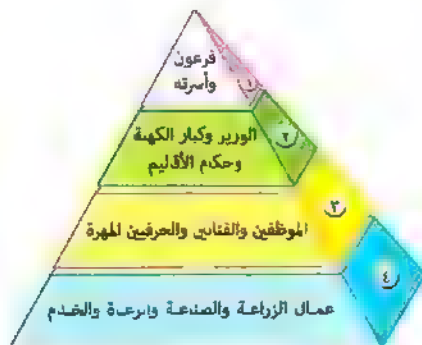 فرعون
وأسرته
١
الوزير وكبار الكهنة
وحكام الأقاليم
٢
الموظفين والفنانين والحرفيين المهرة
٣
عمال الزراعة والصناعة والرعاة والخدم
٤